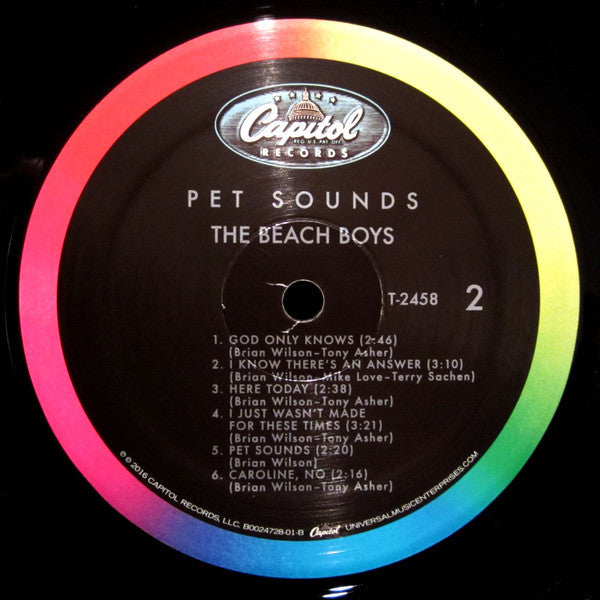 Capitol
REG. U.S. PAT. OFF.
RECORDS
PET SOUNDS
THE BEACH BOYS
T-2458 2
1. GOD ONLY KNOWS (2:46)
(Brian Wilson–Tony Asher)
2. I KNOW THERE'S AN ANSWER (3:10)
(Brian Wilson–Mike Love–Terry Sachen)
3. HERE TODAY (2:38)
(Brian Wilson–Tony Asher)
4. I JUST WASN'T MADE
FOR THESE TIMES (3:21)
(Brian Wilson–Tony Asher)
5. PET SOUNDS (2:20)
(Brian Wilson)
6. CAROLINE, NO (2:16)
(Brian Wilson–Tony Asher)
℗ © 2016 CAPITOL RECORDS, LLC. B0024728-01-B Capitol UNIVERSALMUSICENTERPRISES.COM